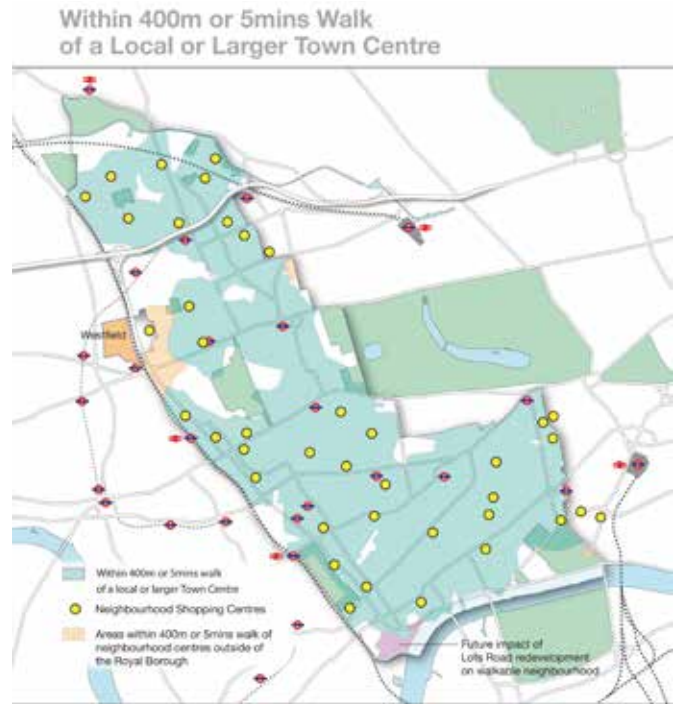 Within 400m or 5mins Walk
of a Local or Larger Town Centre
Westfield
Within 400m or 5mins walk
of a local or larger Town Centre
Neighbourhood Shopping Centres
Areas within 400m or 5mins walk of
neighbourhood centres outside of
the Royal Borough
Future impact of
Lots Road redevelopment
on walkable neighbourhood